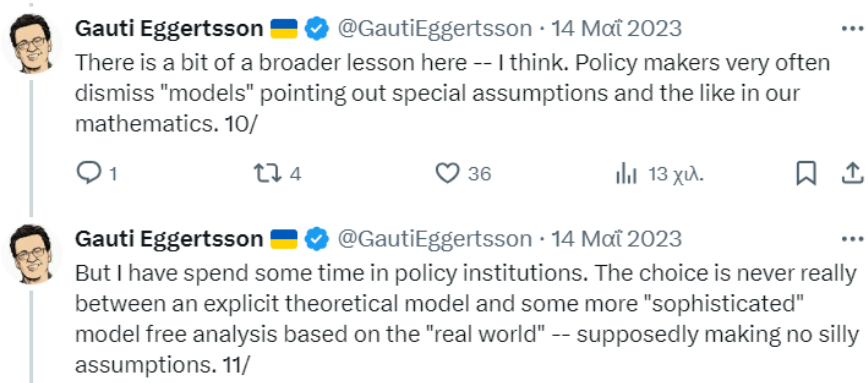 Gauti Eggertsson 🇺🇦 @GautiEggertsson · 14 Μαΐ 2023
There is a bit of a broader lesson here -- I think. Policy makers very often
dismiss "models" pointing out special assumptions and the like in our
mathematics. 10/
1 4 36 13 χιλ.
Gauti Eggertsson 🇺🇦 @GautiEggertsson · 14 Μαΐ 2023
But I have spend some time in policy institutions. The choice is never really
between an explicit theoretical model and some more "sophisticated"
model free analysis based on the "real world" -- supposedly making no silly
assumptions. 11/